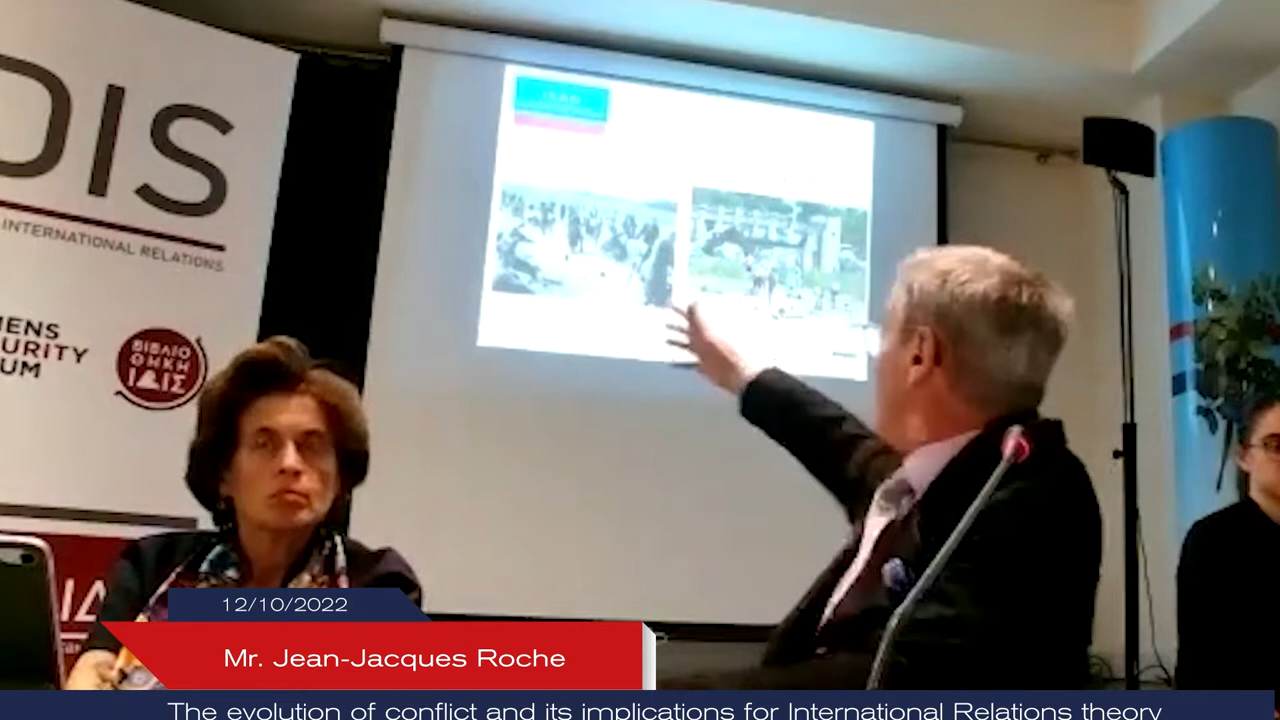 DIS
INTERNATIONAL RELATIONS
ENS
URITY
UM
ΒΙΒΛΙΟ
ΘΗΚΗ
ΙΔΙΣ
12/10/2022
Mr. Jean-Jacques Roche
The evolution of conflict and its implications for International Relations theory